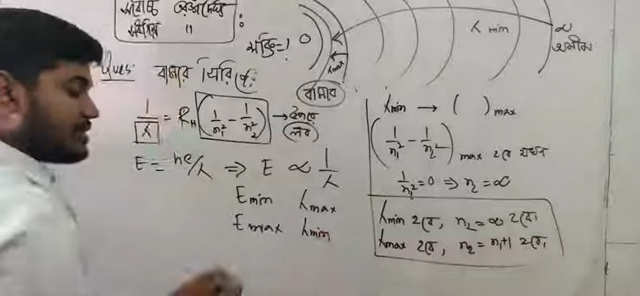 λ min
∞
অসীম
শক্তি=! 0
λmax
বামার
Ques:
1/λ = R_H (1/n₁² - 1/n₂²) →
E = hc/λ ⇒ E ∝ 1/λ
Emin λmax
Emax λmin
λmin → ( ) max
(1/n₁² - 1/n₂²) max হবে যখন
1/n₂² = 0 ⇒ n₂ = ∞
λmin হবে, n₂ = ∞ হবে।
λmax হবে, n₂ = n₁+1 হবে,